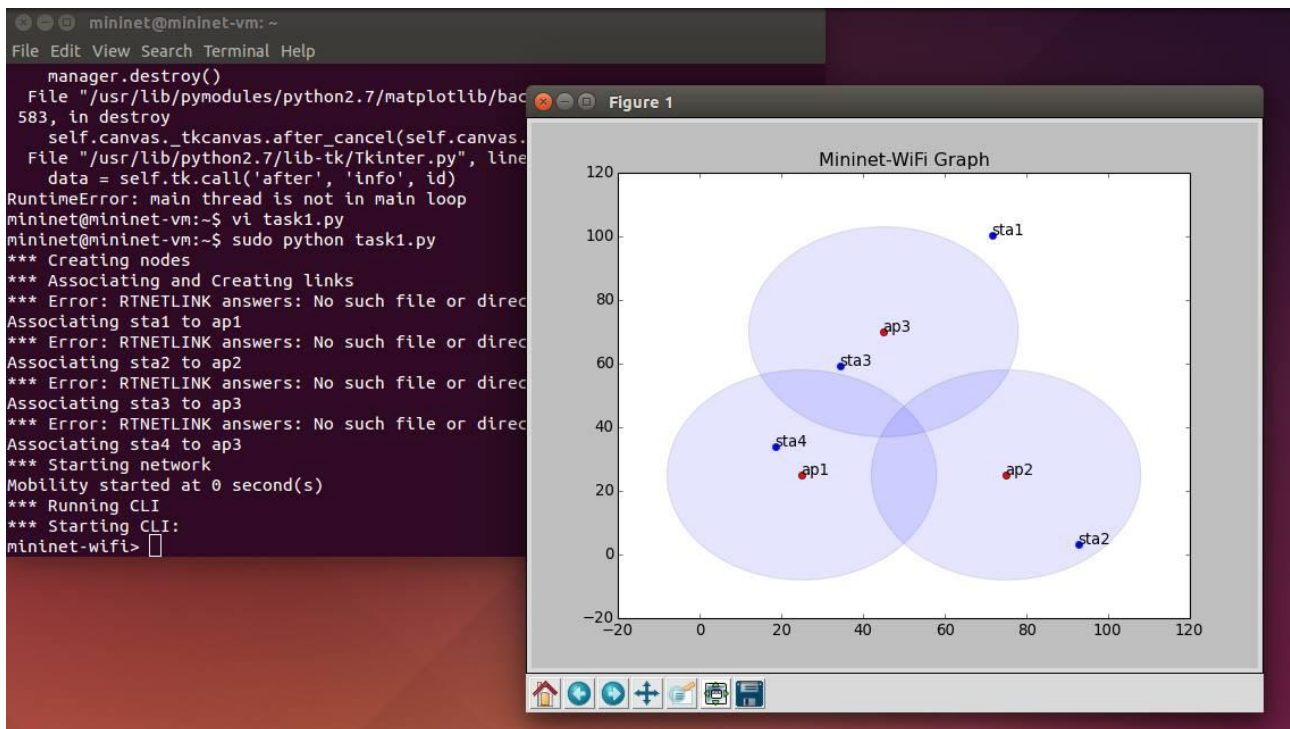 mininet@mininet-vm: ~
File Edit View Search Terminal Help
manager.destroy()
File "/usr/lib/pymodules/python2.7/matplotlib/bac
583, in destroy
self.canvas._tkcanvas.after_cancel(self.canvas.
File "/usr/lib/python2.7/lib-tk/Tkinter.py", line
data = self.tk.call('after', 'info', id)
RuntimeError: main thread is not in main loop
mininet@mininet-vm:~$ vi task1.py
mininet@mininet-vm:~$ sudo python task1.py
*** Creating nodes
*** Associating and Creating links
*** Error: RTNETLINK answers: No such file or direc
Associating sta1 to ap1
*** Error: RTNETLINK answers: No such file or direc
Associating sta2 to ap2
*** Error: RTNETLINK answers: No such file or direc
Associating sta3 to ap3
*** Error: RTNETLINK answers: No such file or direc
Associating sta4 to ap3
*** Starting network
Mobility started at 0 second(s)
*** Running CLI
*** Starting CLI:
mininet-wifi>
Figure 1
Mininet-WiFi Graph
120
100
80
60
40
20
0
−20
sta1
ap3
sta3
sta4
ap1
ap2
sta2
−20 0 20 40 60 80 100 120